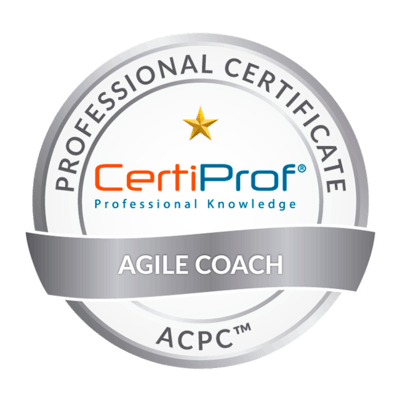 PROFESSIONAL CERTIFICATE
CertiProf®
Professional Knowledge
AGILE COACH
ACPC™